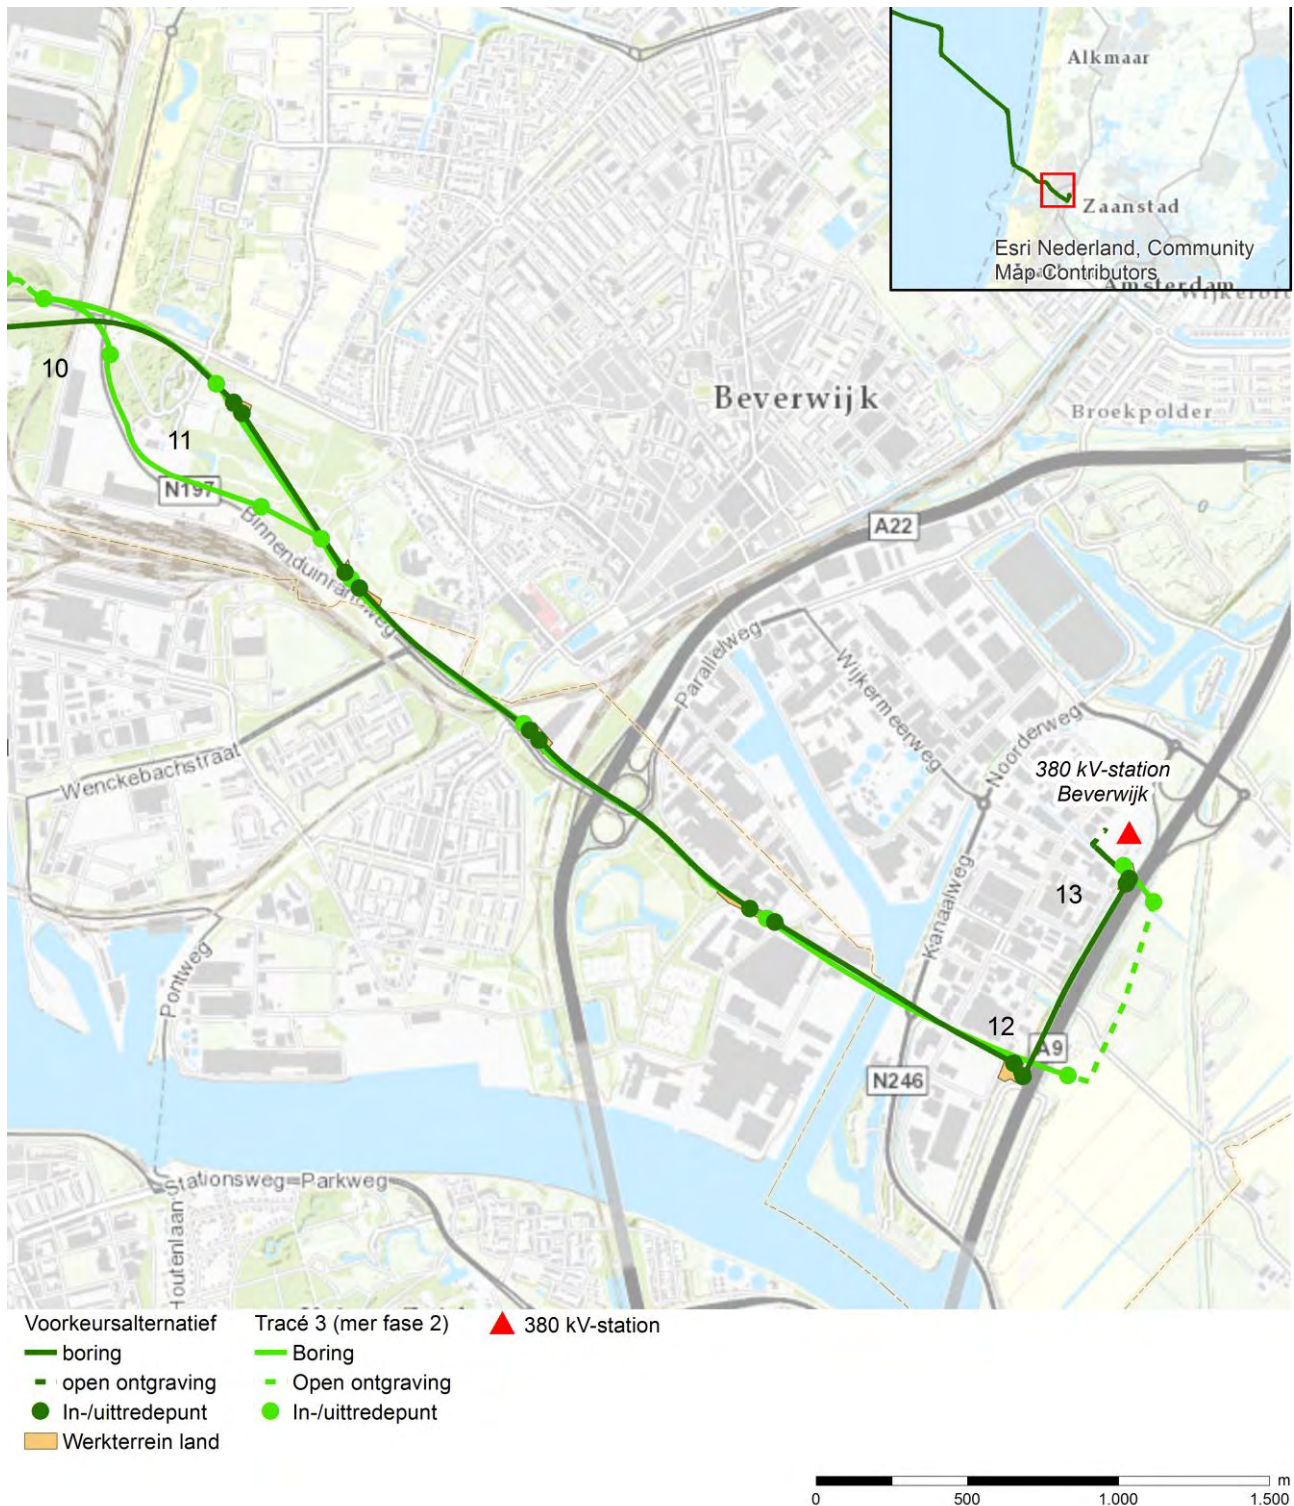 Alkmaar
Zaanstad
Esri Nederland, Community
Map Contributors
Amsterdam
10
11
N197
Binnenduinrandweg
Beverwijk
Broekpolder
A22
Parallelweg
Wijkermeerweg
Noorderweg
Wenckebachstraat
380 kV-station
Beverwijk
13
Kanaalweg
Pontweg
12
A9
N246
Stationsweg
Parkweg
Houtenlaan
Voorkeursalternatief
Tracé 3 (mer fase 2)
380 kV-station
boring
Boring
open ontgraving
Open ontgraving
In-/uittredepunt
In-/uittredepunt
Werkterrein land
m
0
500
1.000
1.500